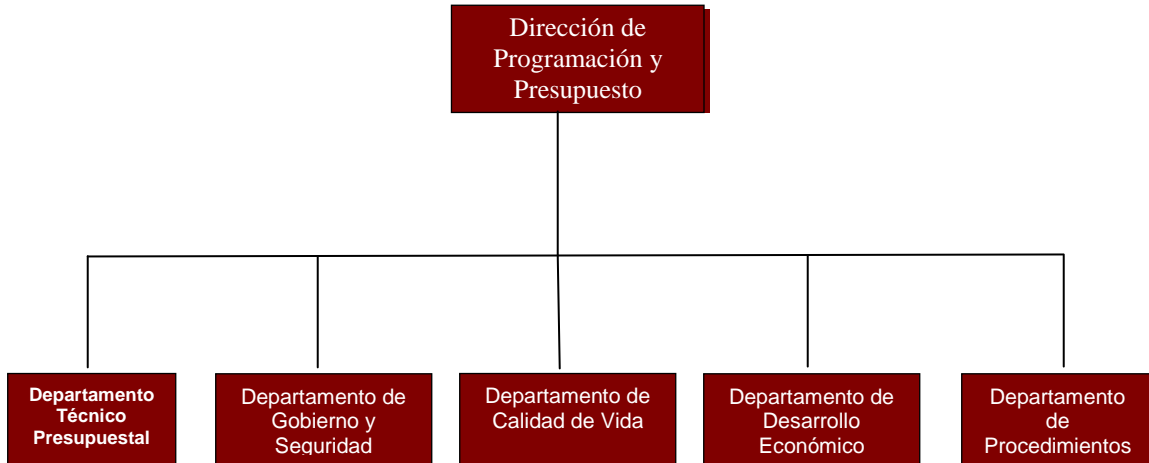 Dirección de
Programación y
Presupuesto
Departamento
Técnico
Presupuestal
Departamento de
Gobierno y
Seguridad
Departamento de
Calidad de Vida
Departamento de
Desarrollo
Económico
Departamento
de
Procedimientos